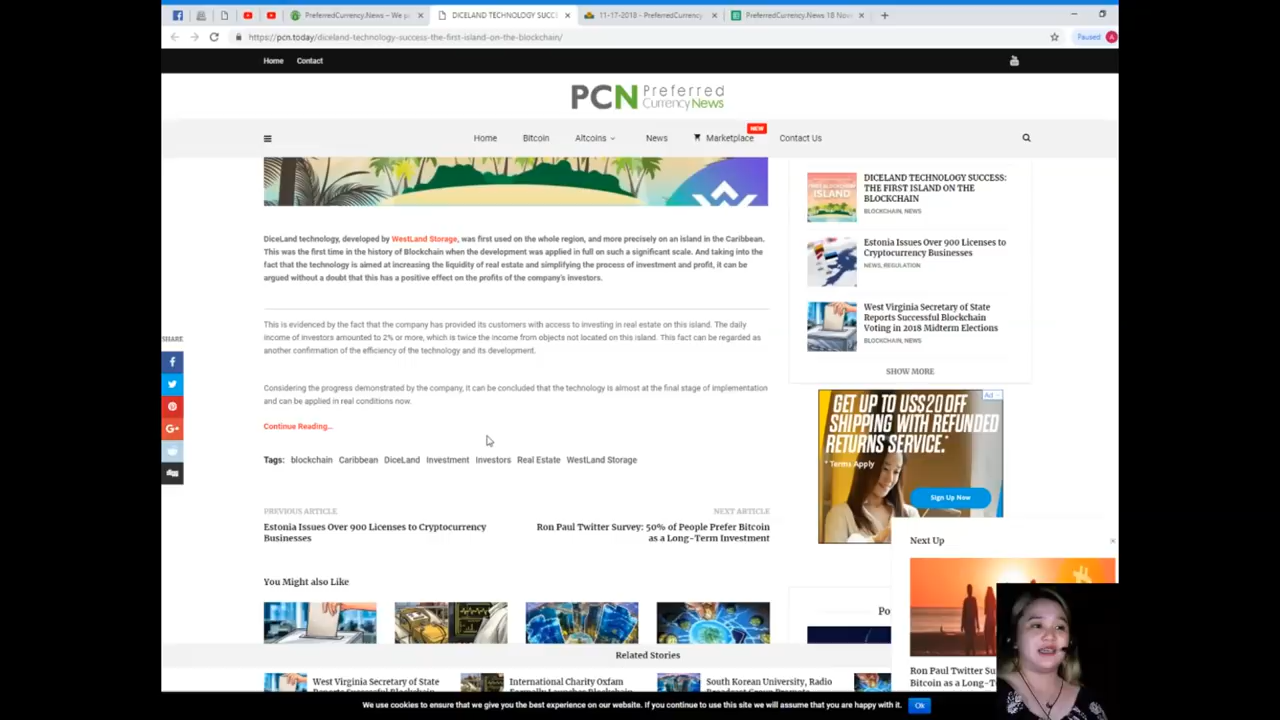 PreferredCurrency.News – We p
DICELAND TECHNOLOGY SUCC
11-17-2018 - PreferredCurrency
PreferredCurrency.News 18 Nov
https://pcn.today/diceland-technology-success-the-first-island-on-the-blockchain/
Paused
A
Home
Contact
PCN Preferred
Currency News
Home
Bitcoin
Altcoins
News
Marketplace
NEW
Contact Us
DiceLand technology, developed by WestLand Storage, was first used on the whole region, and more precisely on an island in the Caribbean.
This was the first time in the history of Blockchain when the development was applied in full on such a significant scale. And taking into the
fact that the technology is aimed at increasing the liquidity of real estate and simplifying the process of investment and profit, it can be
argued without a doubt that this has a positive effect on the profits of the company's investors.
This is evidenced by the fact that the company has provided its customers with access to investing in real estate on this island. The daily
income of investors amounted to 2% or more, which is twice the income from objects not located on this island. This fact can be regarded as
another confirmation of the efficiency of the technology and its development.
Considering the progress demonstrated by the company, it can be concluded that the technology is almost at the final stage of implementation
and can be applied in real conditions now.
Continue Reading...
Tags: blockchain Caribbean DiceLand Investment Investors Real Estate WestLand Storage
SHARE
PREVIOUS ARTICLE
Estonia Issues Over 900 Licenses to Cryptocurrency
Businesses
NEXT ARTICLE
Ron Paul Twitter Survey: 50% of People Prefer Bitcoin
as a Long-Term Investment
You Might also Like
ISLAND
DICELAND TECHNOLOGY SUCCESS:
THE FIRST ISLAND ON THE
BLOCKCHAIN
BLOCKCHAIN, NEWS
Estonia Issues Over 900 Licenses to
Cryptocurrency Businesses
NEWS, REGULATION
West Virginia Secretary of State
Reports Successful Blockchain
Voting in 2018 Midterm Elections
BLOCKCHAIN, NEWS
SHOW MORE
Ad
GET UP TO US$20 OFF
SHIPPING WITH REFUNDED
RETURNS SERVICE.*
* Terms Apply
Sign Up Now
Next Up
Ron Paul Twitter Su
Bitcoin as a Long-T
Po
Related Stories
West Virginia Secretary of State
Reports Successful Blockchain
International Charity Oxfam
Formally Launches Blockchain
South Korean University, Radio
Broadcast Group Promote
We use cookies to ensure that we give you the best experience on our website. If you continue to use this site we will assume that you are happy with it.
Ok